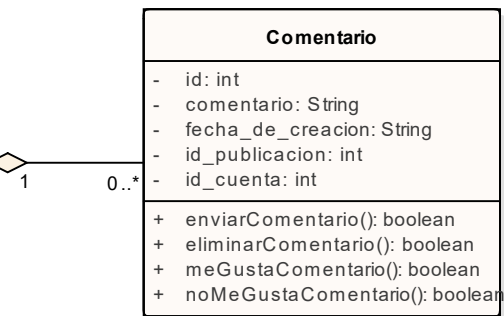 Comentario
- id: int
- comentario: String
- fecha_de_creacion: String
- id_publicacion: int
- id_cuenta: int
1
0..*
+ enviarComentario(): boolean
+ eliminarComentario(): boolean
+ meGustaComentario(): boolean
+ noMeGustaComentario(): boolean